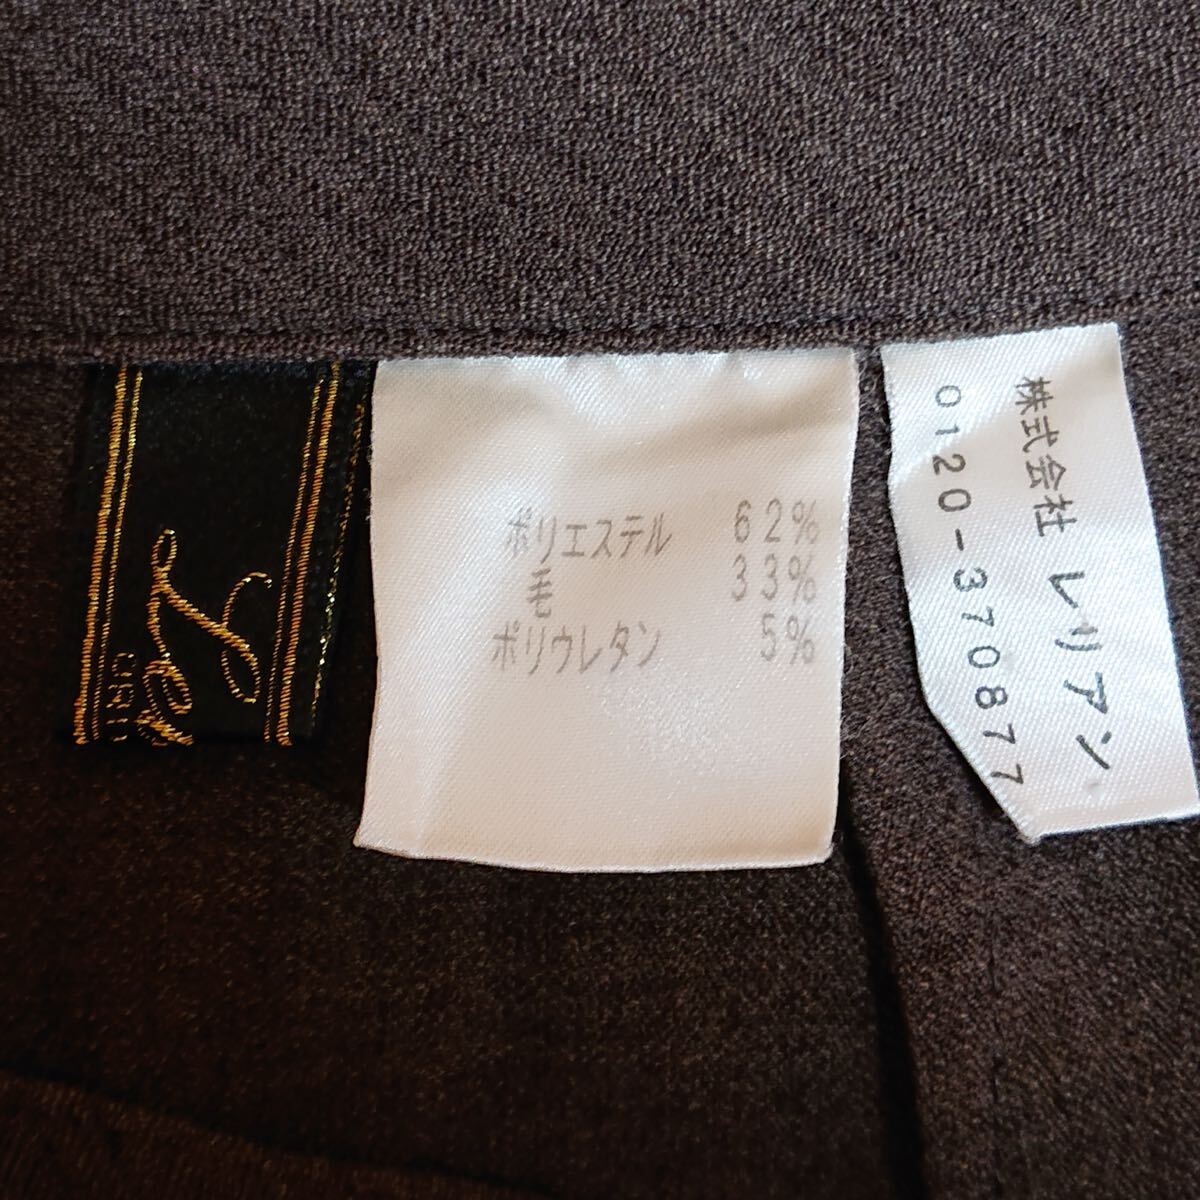 ポリエステル 62%
毛 33%
ポリウレタン 5%
株式会社 レリアン
0120-370877